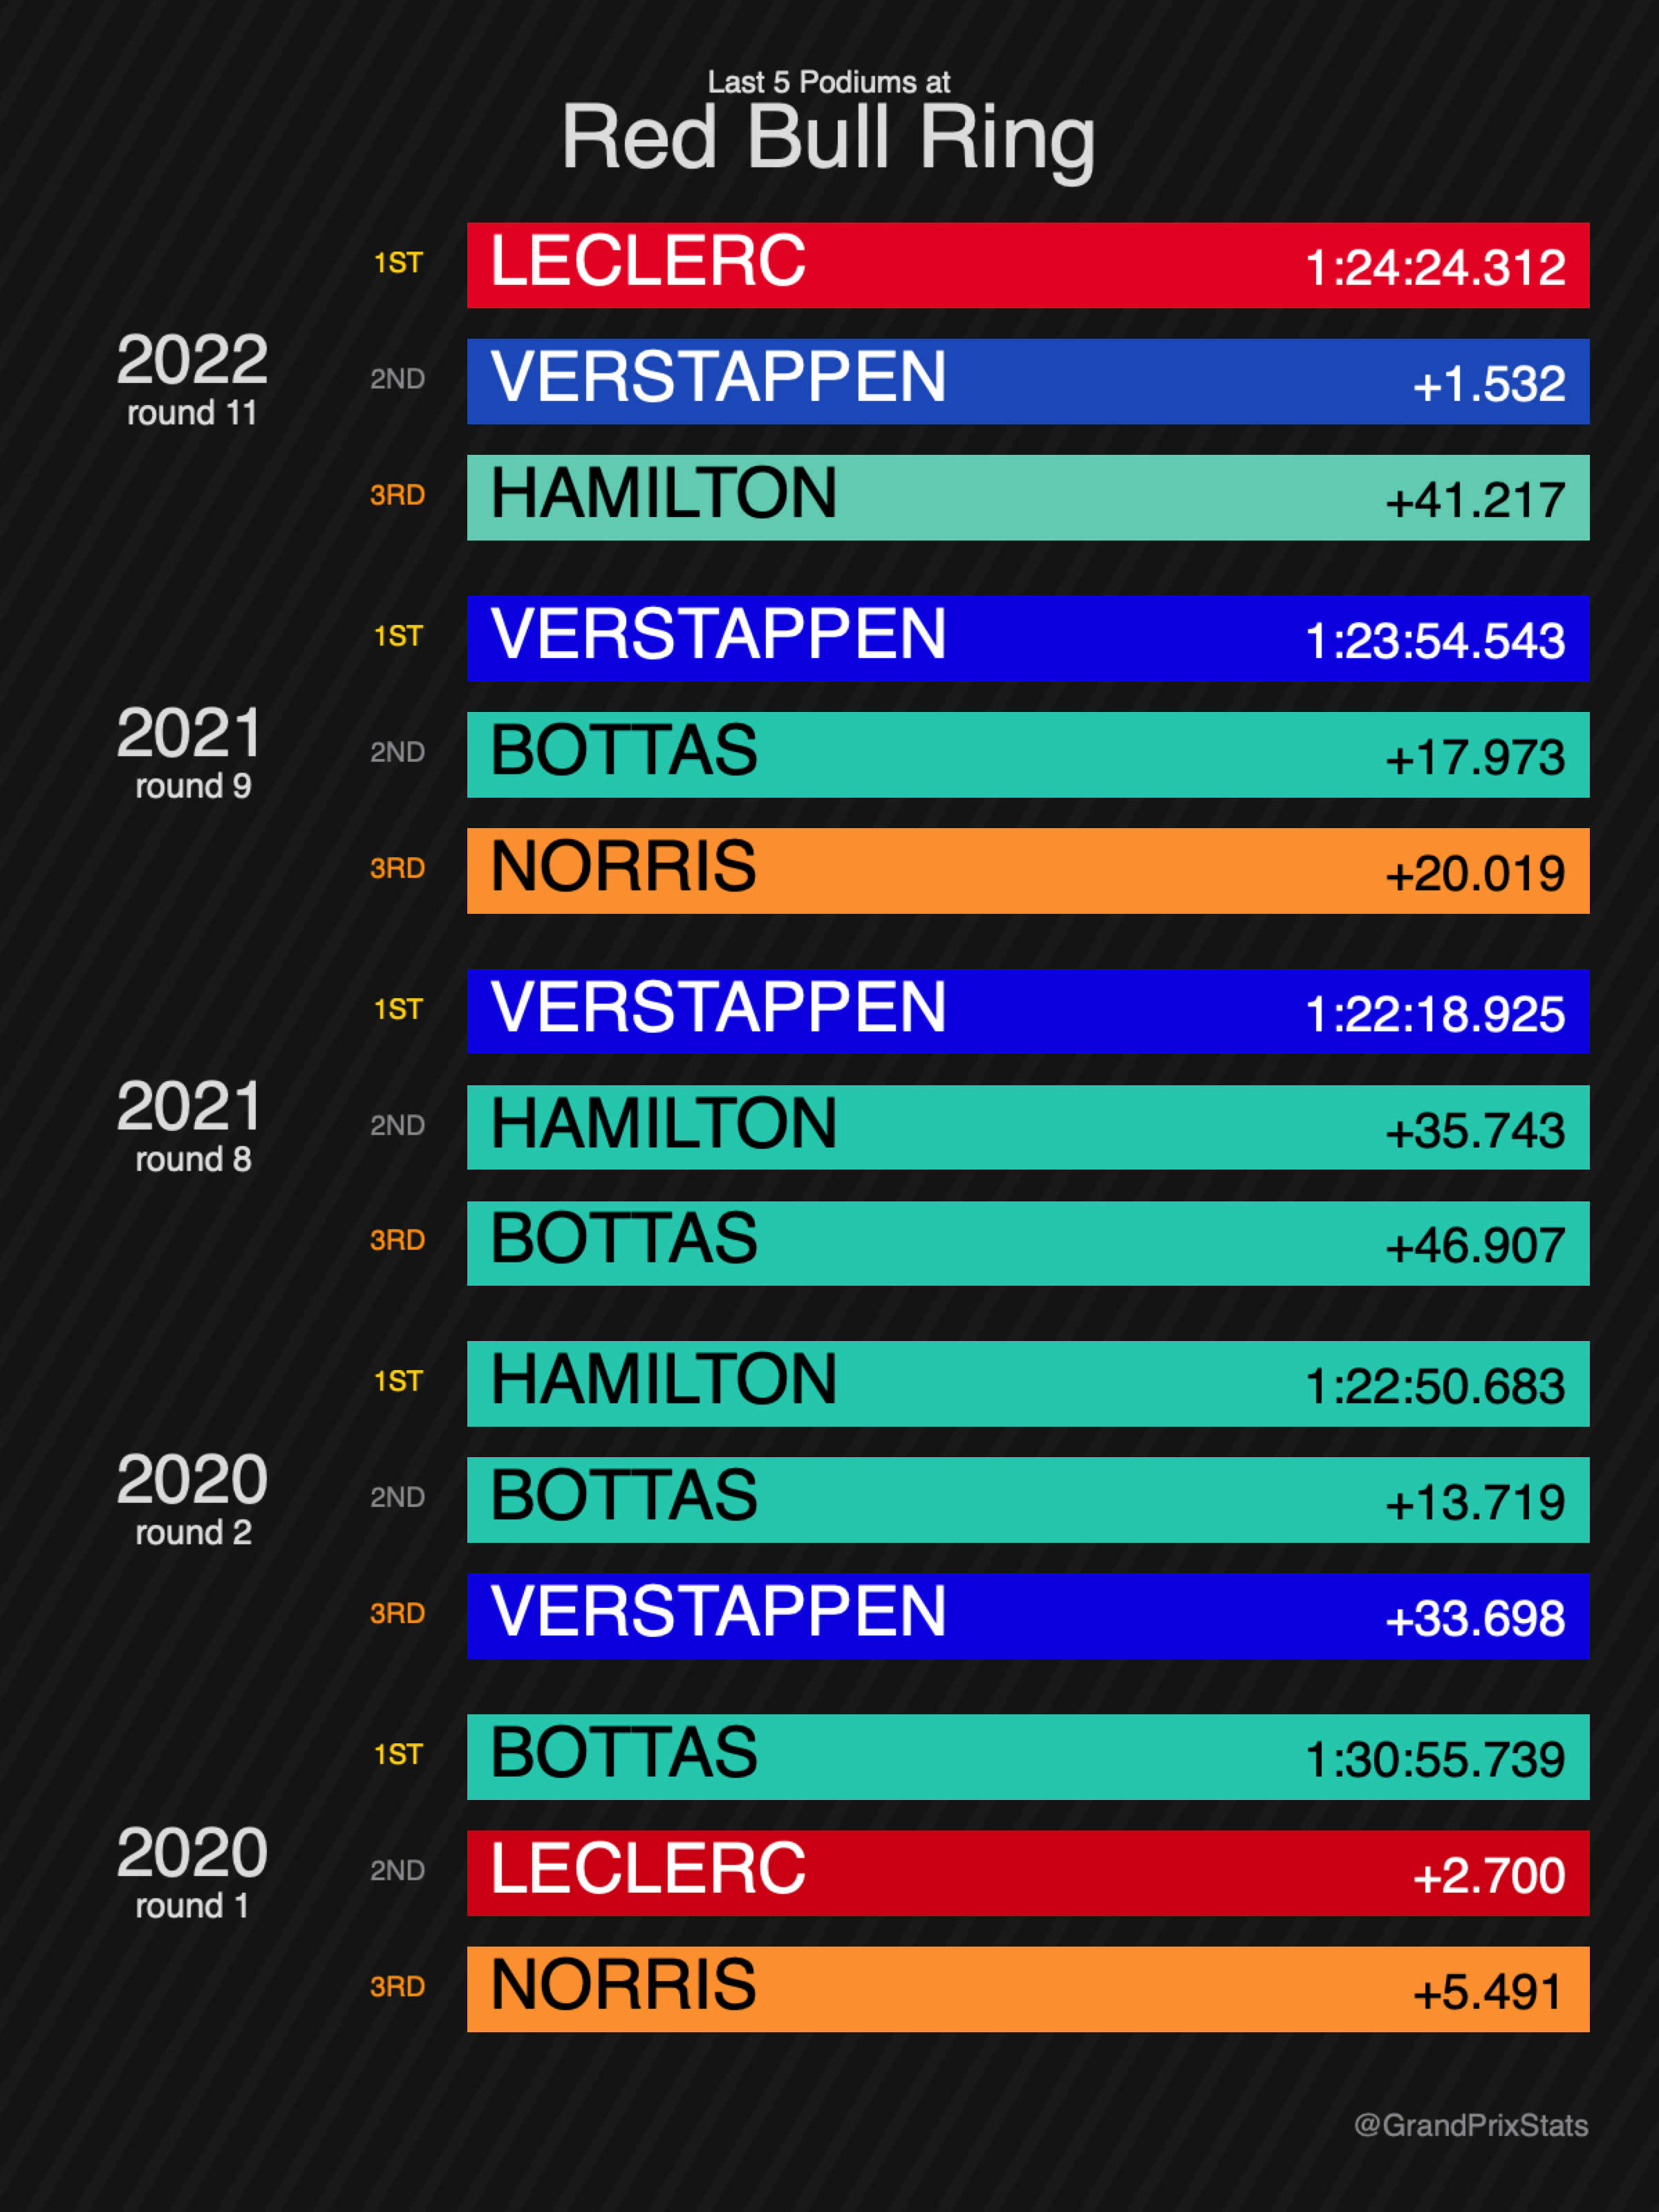 Last 5 Podiums at
Red Bull Ring
2022
round 11
1ST LECLERC 1:24:24.312
2ND VERSTAPPEN +1.532
3RD HAMILTON +41.217
2021
round 9
1ST VERSTAPPEN 1:23:54.543
2ND BOTTAS +17.973
3RD NORRIS +20.019
2021
round 8
1ST VERSTAPPEN 1:22:18.925
2ND HAMILTON +35.743
3RD BOTTAS +46.907
2020
round 2
1ST HAMILTON 1:22:50.683
2ND BOTTAS +13.719
3RD VERSTAPPEN +33.698
2020
round 1
1ST BOTTAS 1:30:55.739
2ND LECLERC +2.700
3RD NORRIS +5.491
@GrandPrixStats